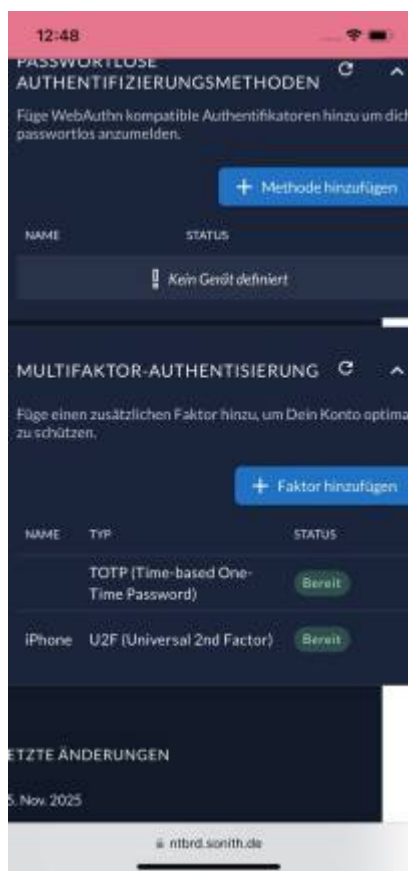 12:48
PASSWORTLOSE
AUTHENTIFIZIERUNGSMETHODEN
Füge WebAuthn kompatible Authentifikatoren hinzu um dich
passwortlos anzumelden.
+ Methode hinzufügen
NAME STATUS
Kein Gerät definiert
MULTIFAKTOR-AUTHENTISIERUNG
Füge einen zusätzlichen Faktor hinzu, um Dein Konto optima
zu schützen.
+ Faktor hinzufügen
NAME TYP STATUS
TOTP (Time-based One-
Time Password) Bereit
iPhone U2F (Universal 2nd Factor) Bereit
ETZTE ÄNDERUNGEN
5. Nov. 2025
ntbrd.sonith.de